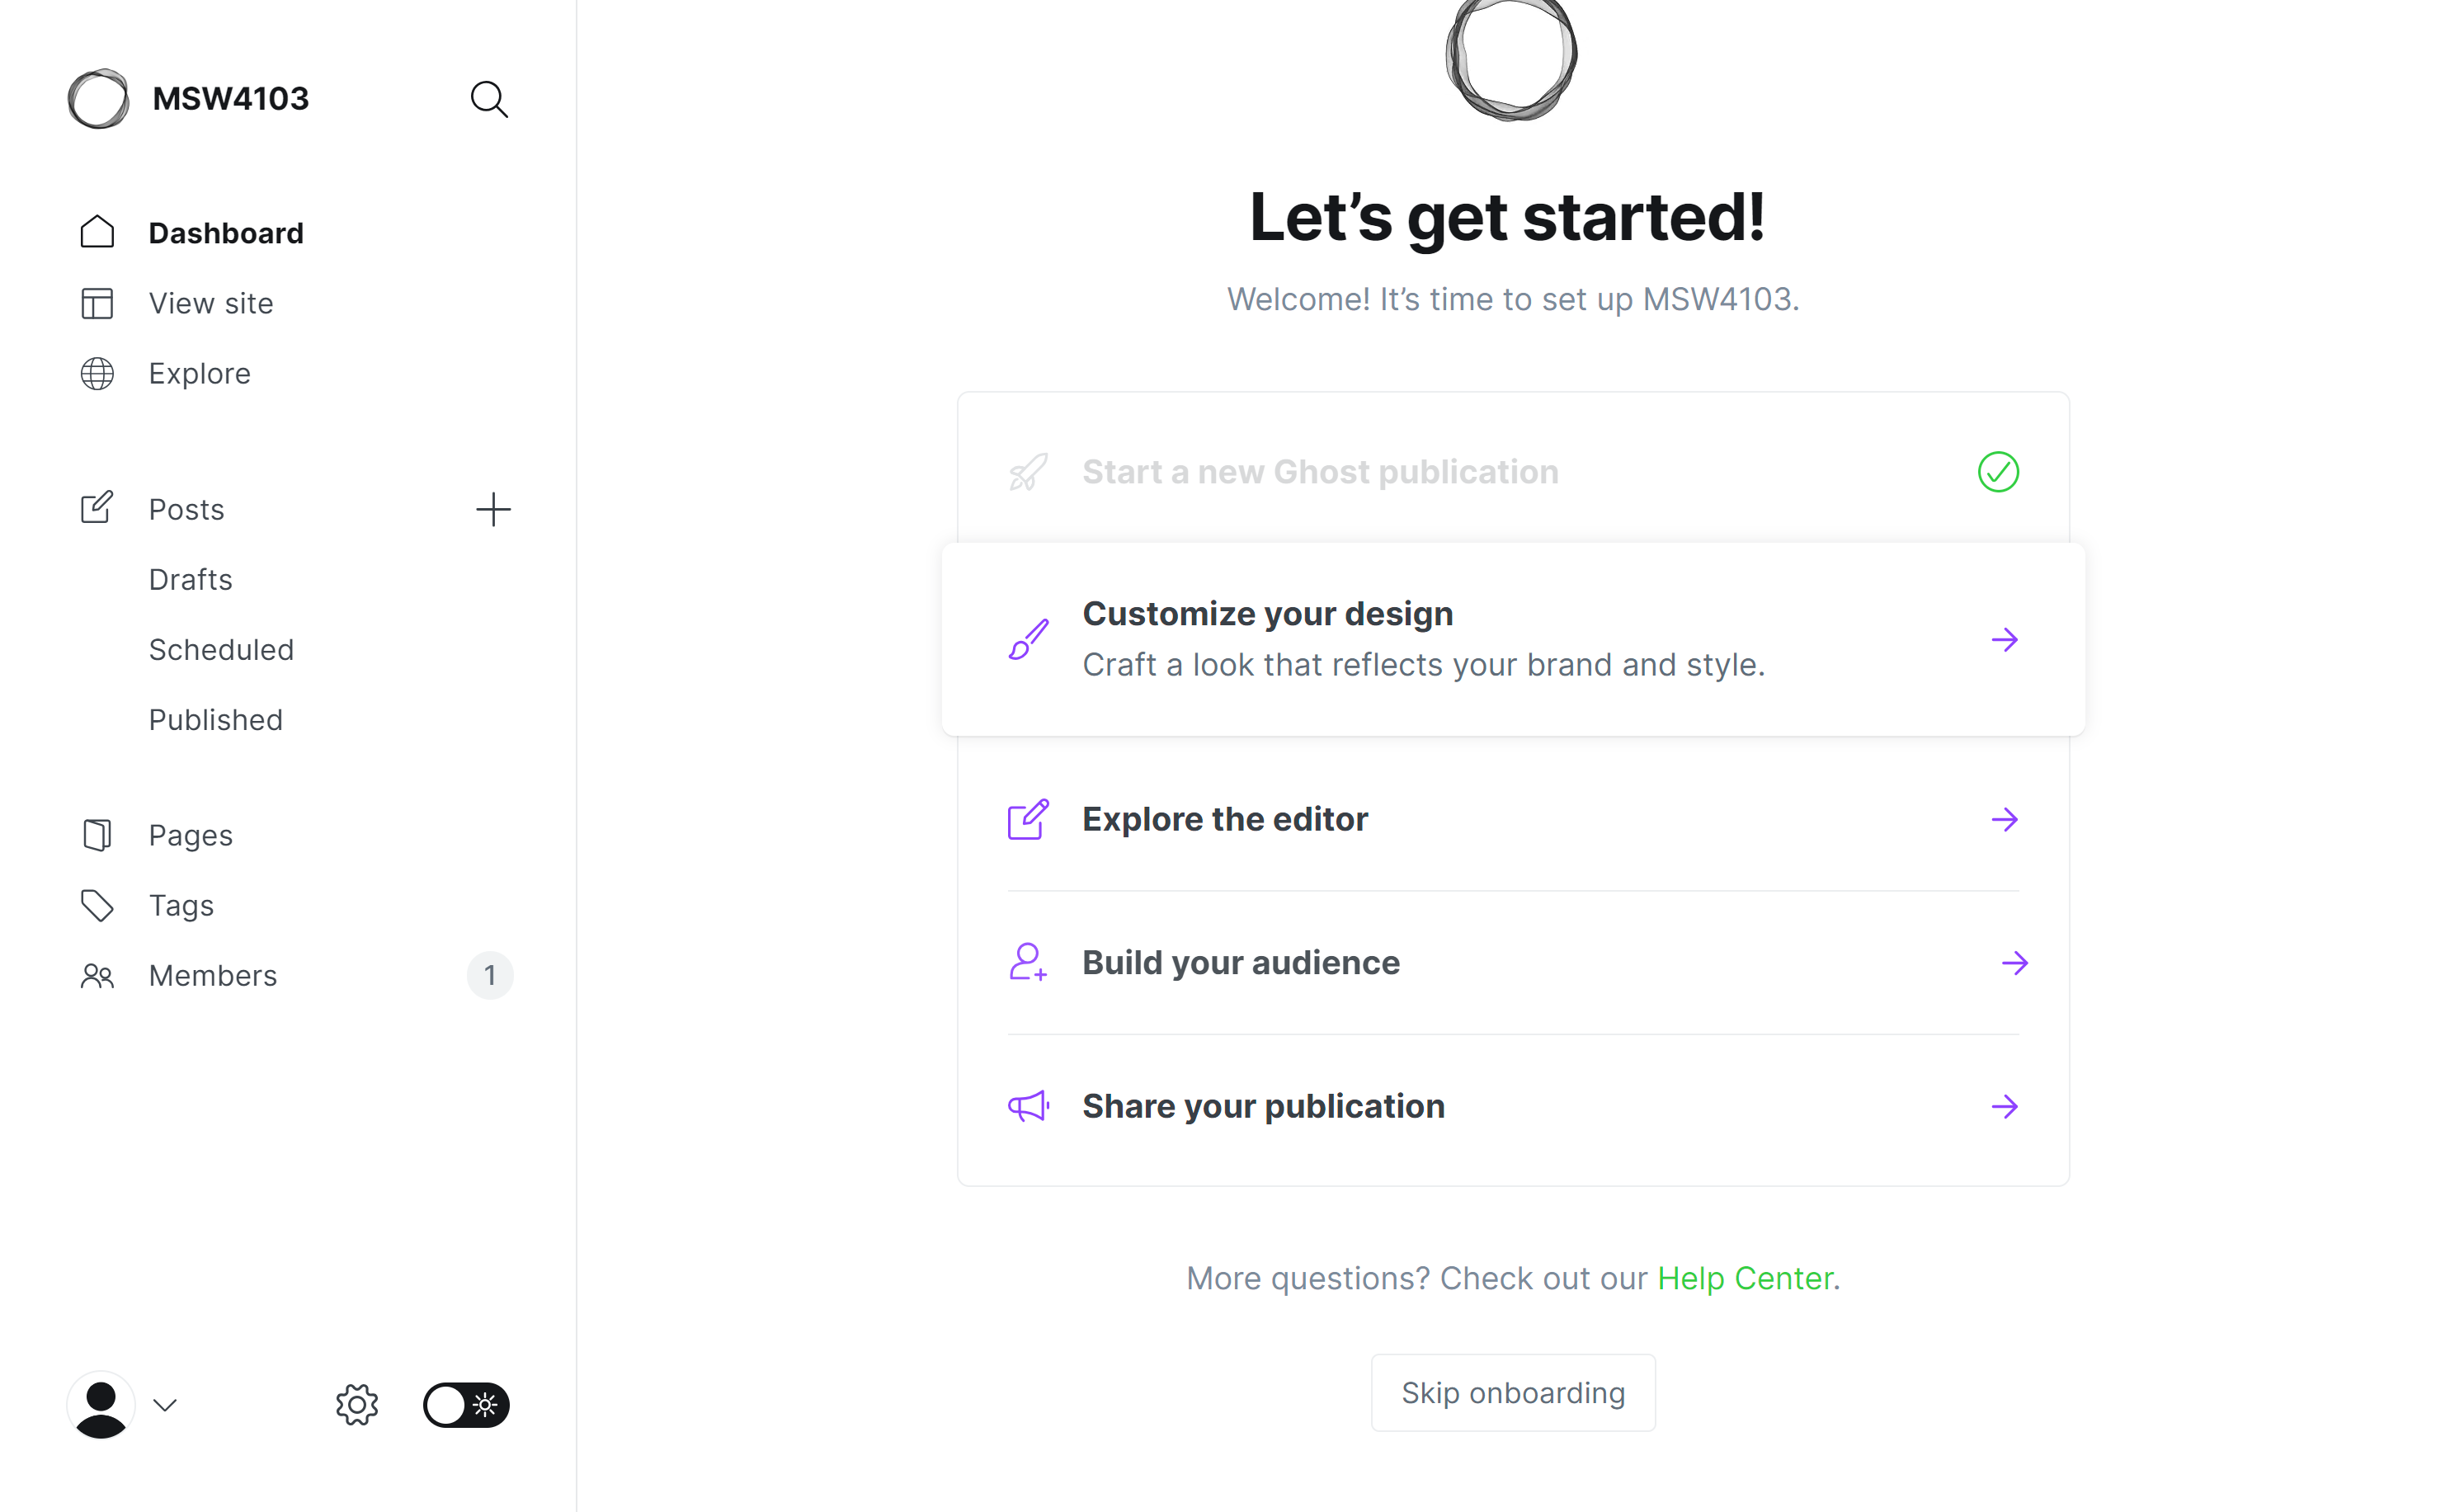 MSW4103
Dashboard
View site
Explore
Posts
Drafts
Scheduled
Published
Pages
Tags
Members
1
Let’s get started!
Welcome! It’s time to set up MSW4103.
Start a new Ghost publication
Customize your design
Craft a look that reflects your brand and style.
Explore the editor
Build your audience
Share your publication
More questions? Check out our Help Center.
Skip onboarding